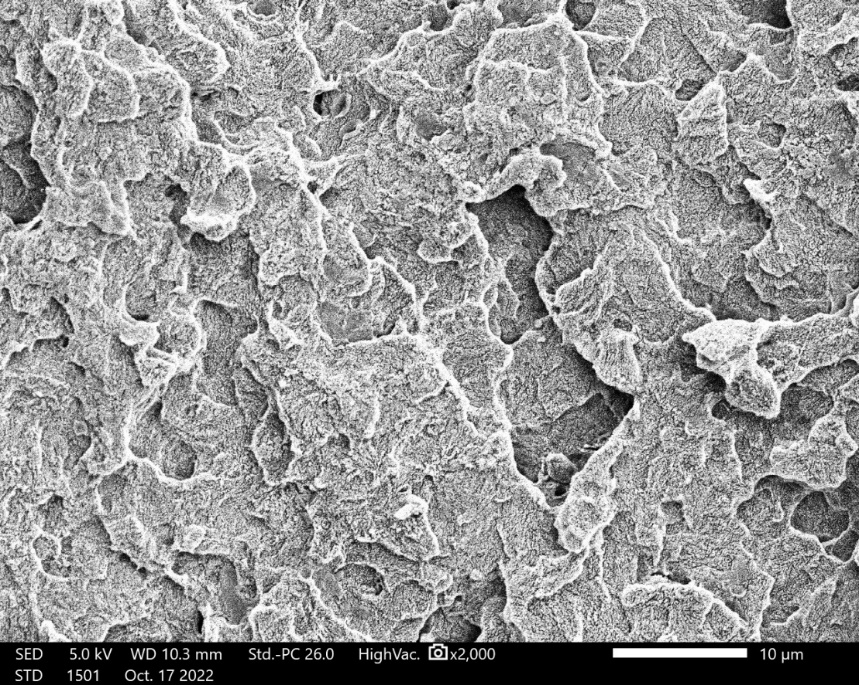 SED 5.0 kV WD 10.3 mm Std.-PC 26.0 HighVac. x2,000 10 µm
STD 1501 Oct. 17 2022